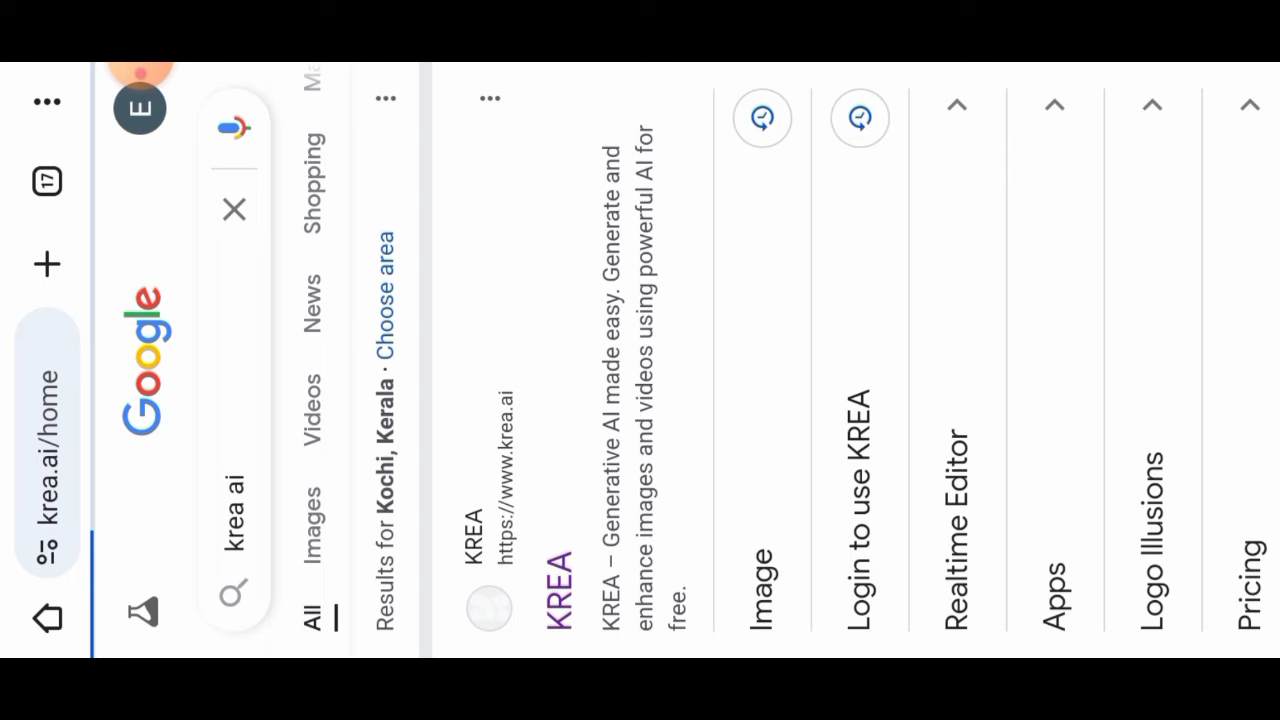 krea.ai/home
17
Google
E
krea ai
All Images Videos News Shopping
Results for Kochi, Kerala · Choose area
KREA
https://www.krea.ai
KREA
KREA – Generative AI made easy. Generate and
enhance images and videos using powerful AI for
free.
Image
Login to use KREA
Realtime Editor
Apps
Logo Illusions
Pricing